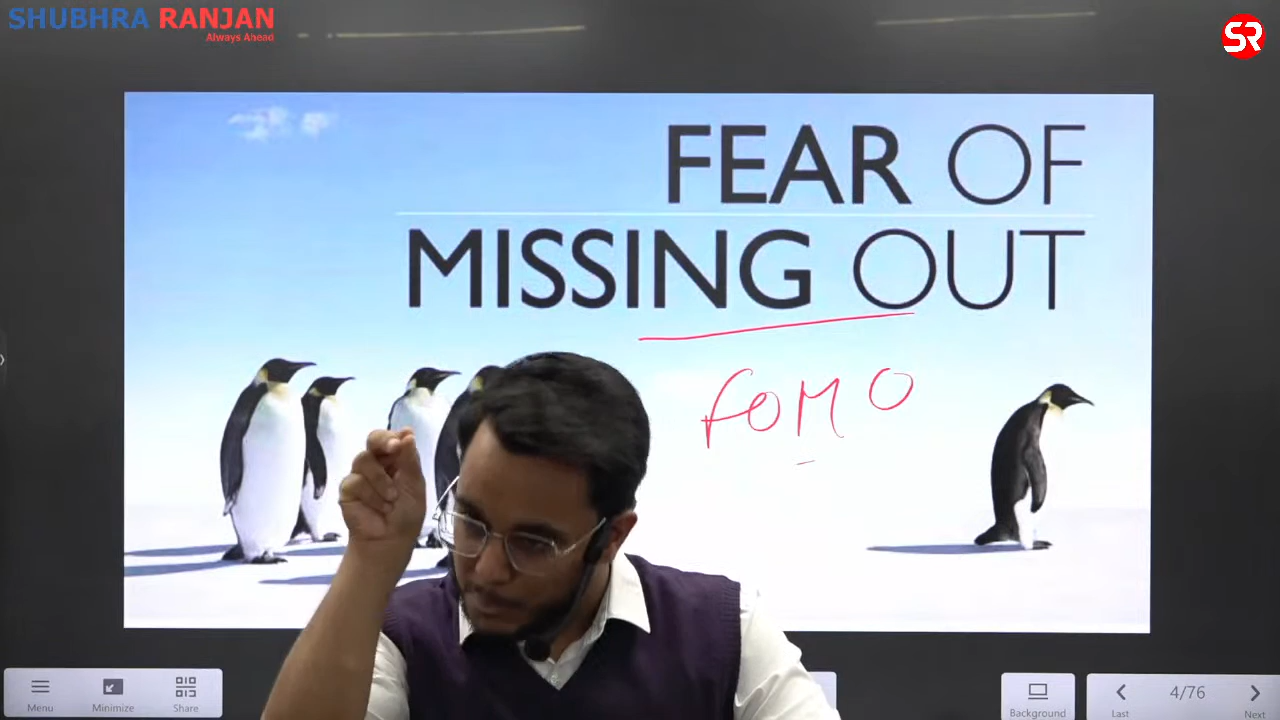 SHUBHRA RANJAN
Always Ahead
SR
FEAR OF
MISSING OUT
FOMO
Menu
Minimize
Share
Background
Last
4/76
Next